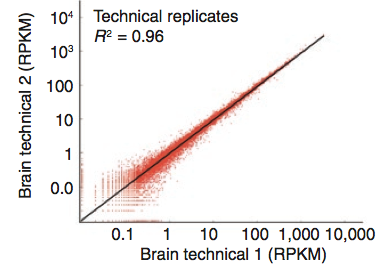 Technical replicates
R² = 0.96
10⁴
10³
100
10
1
0.0
Brain technical 2 (RPKM)
0.1 1 10 100 1,000 10,000
Brain technical 1 (RPKM)